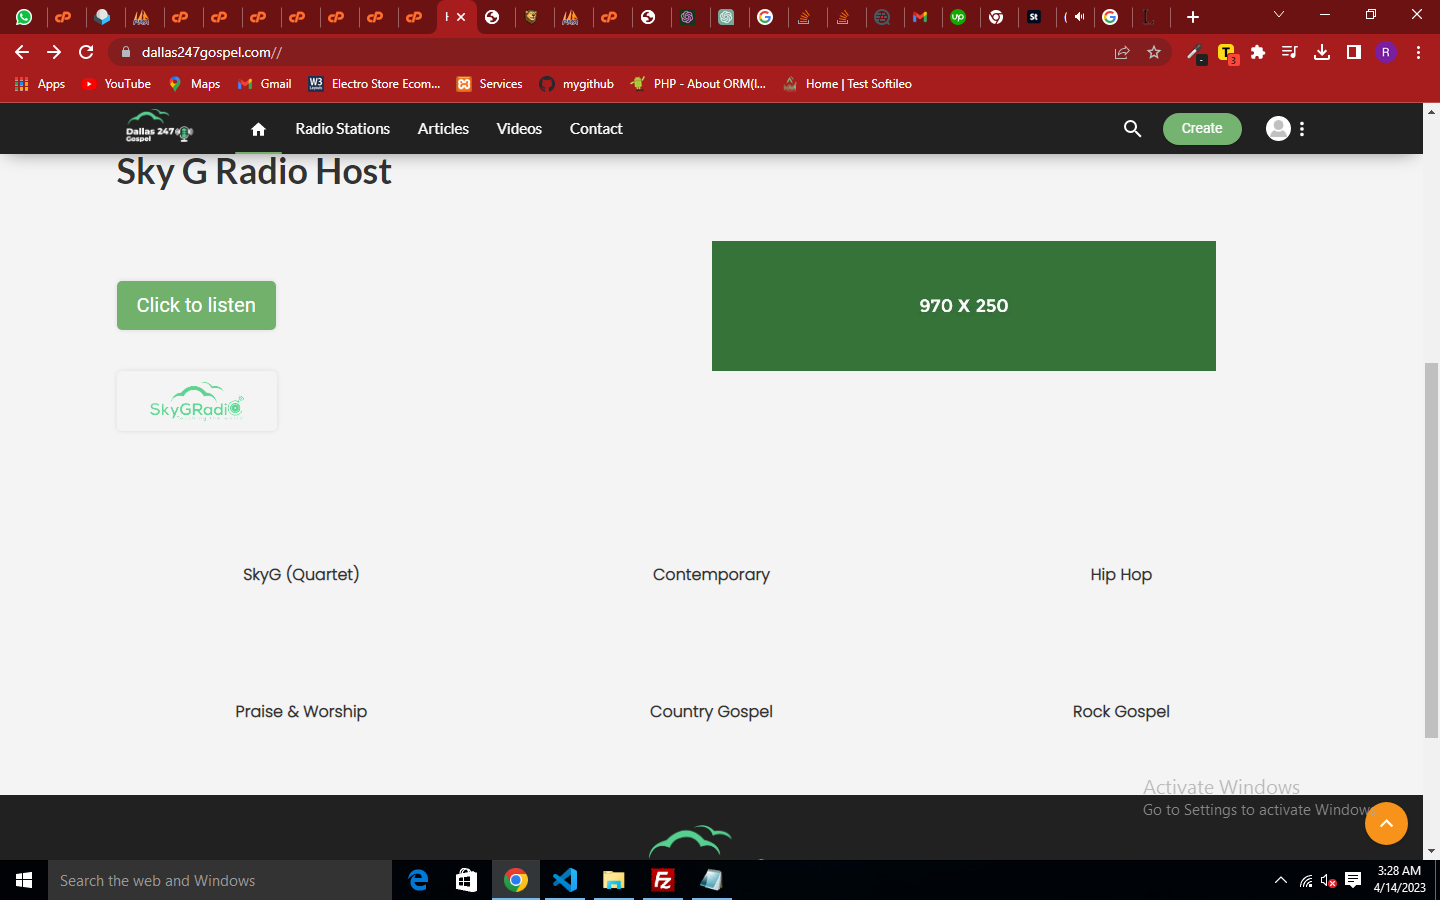 dallas247gospel.com//
Apps
YouTube
Maps
Gmail
Electro Store Ecom...
Services
mygithub
PHP - About ORM(l...
Home | Test Softileo
Dallas 247
Gospel
Radio Stations
Articles
Videos
Contact
Create
Sky G Radio Host
Click to listen
970 X 250
SkyGRadio
SkyG (Quartet)
Contemporary
Hip Hop
Praise & Worship
Country Gospel
Rock Gospel
Activate Windows
Go to Settings to activate Windows
Search the web and Windows
3:28 AM
4/14/2023